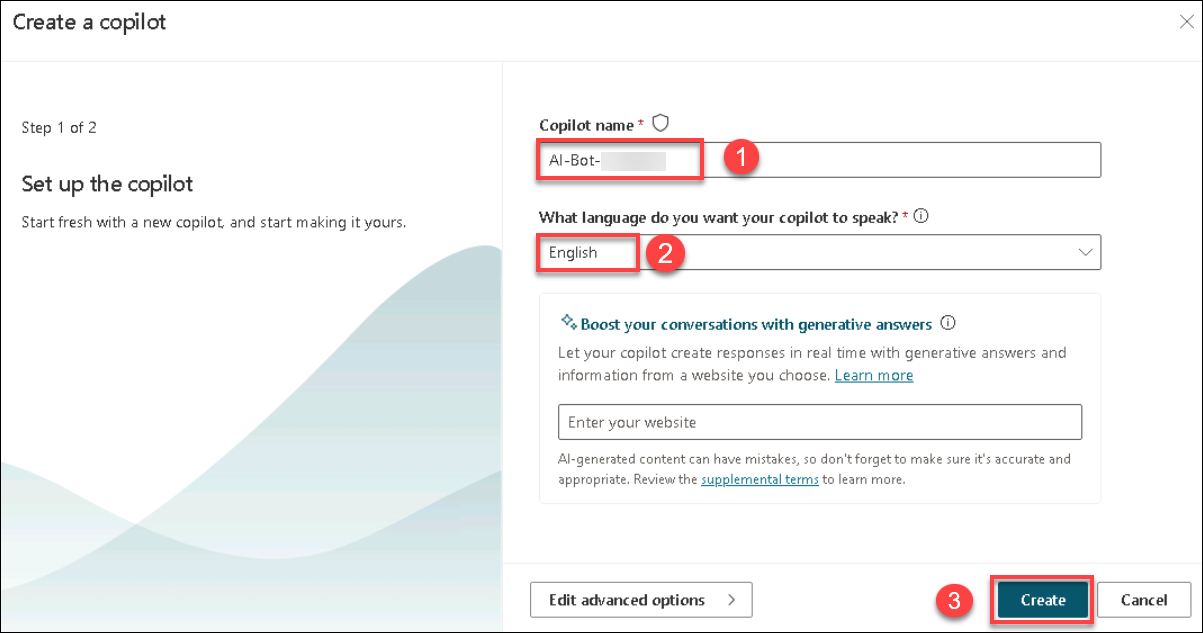 Create a copilot
Step 1 of 2
Set up the copilot
Start fresh with a new copilot, and start making it yours.
Copilot name *
AI-Bot-
1
What language do you want your copilot to speak? *
English
2
Boost your conversations with generative answers
Let your copilot create responses in real time with generative answers and
information from a website you choose. Learn more
Enter your website
AI-generated content can have mistakes, so don't forget to make sure it's accurate and
appropriate. Review the supplemental terms to learn more.
Edit advanced options
3
Create
Cancel